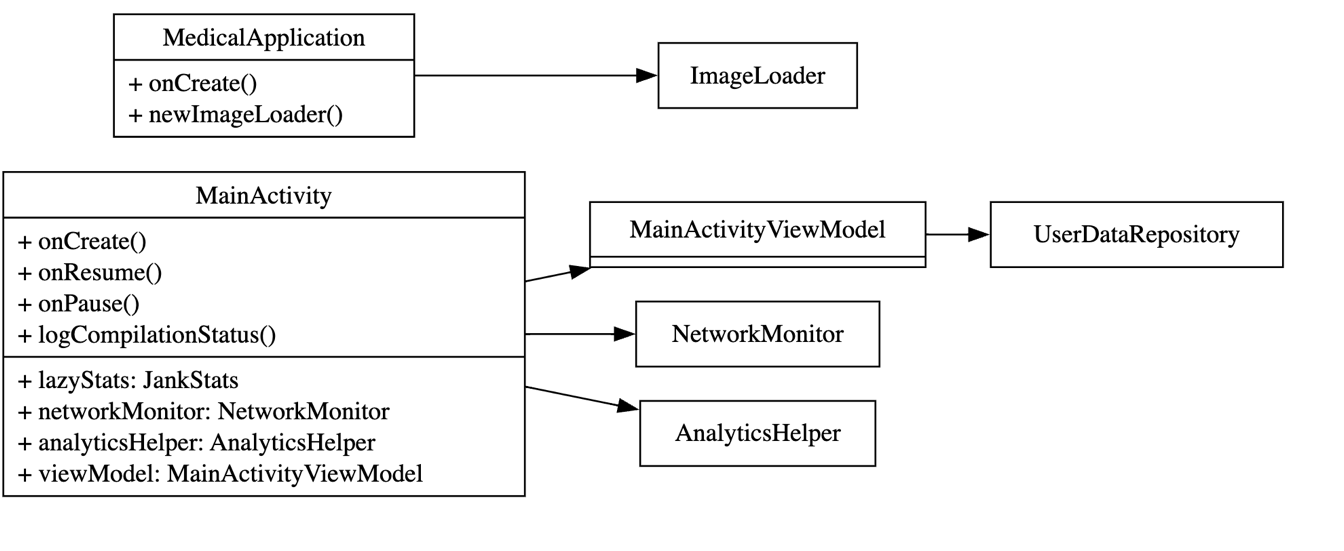 MedicalApplication
+ onCreate()
+ newImageLoader()
ImageLoader
MainActivity
+ onCreate()
+ onResume()
+ onPause()
+ logCompilationStatus()
+ lazyStats: JankStats
+ networkMonitor: NetworkMonitor
+ analyticsHelper: AnalyticsHelper
+ viewModel: MainActivityViewModel
MainActivityViewModel
UserDataRepository
NetworkMonitor
AnalyticsHelper